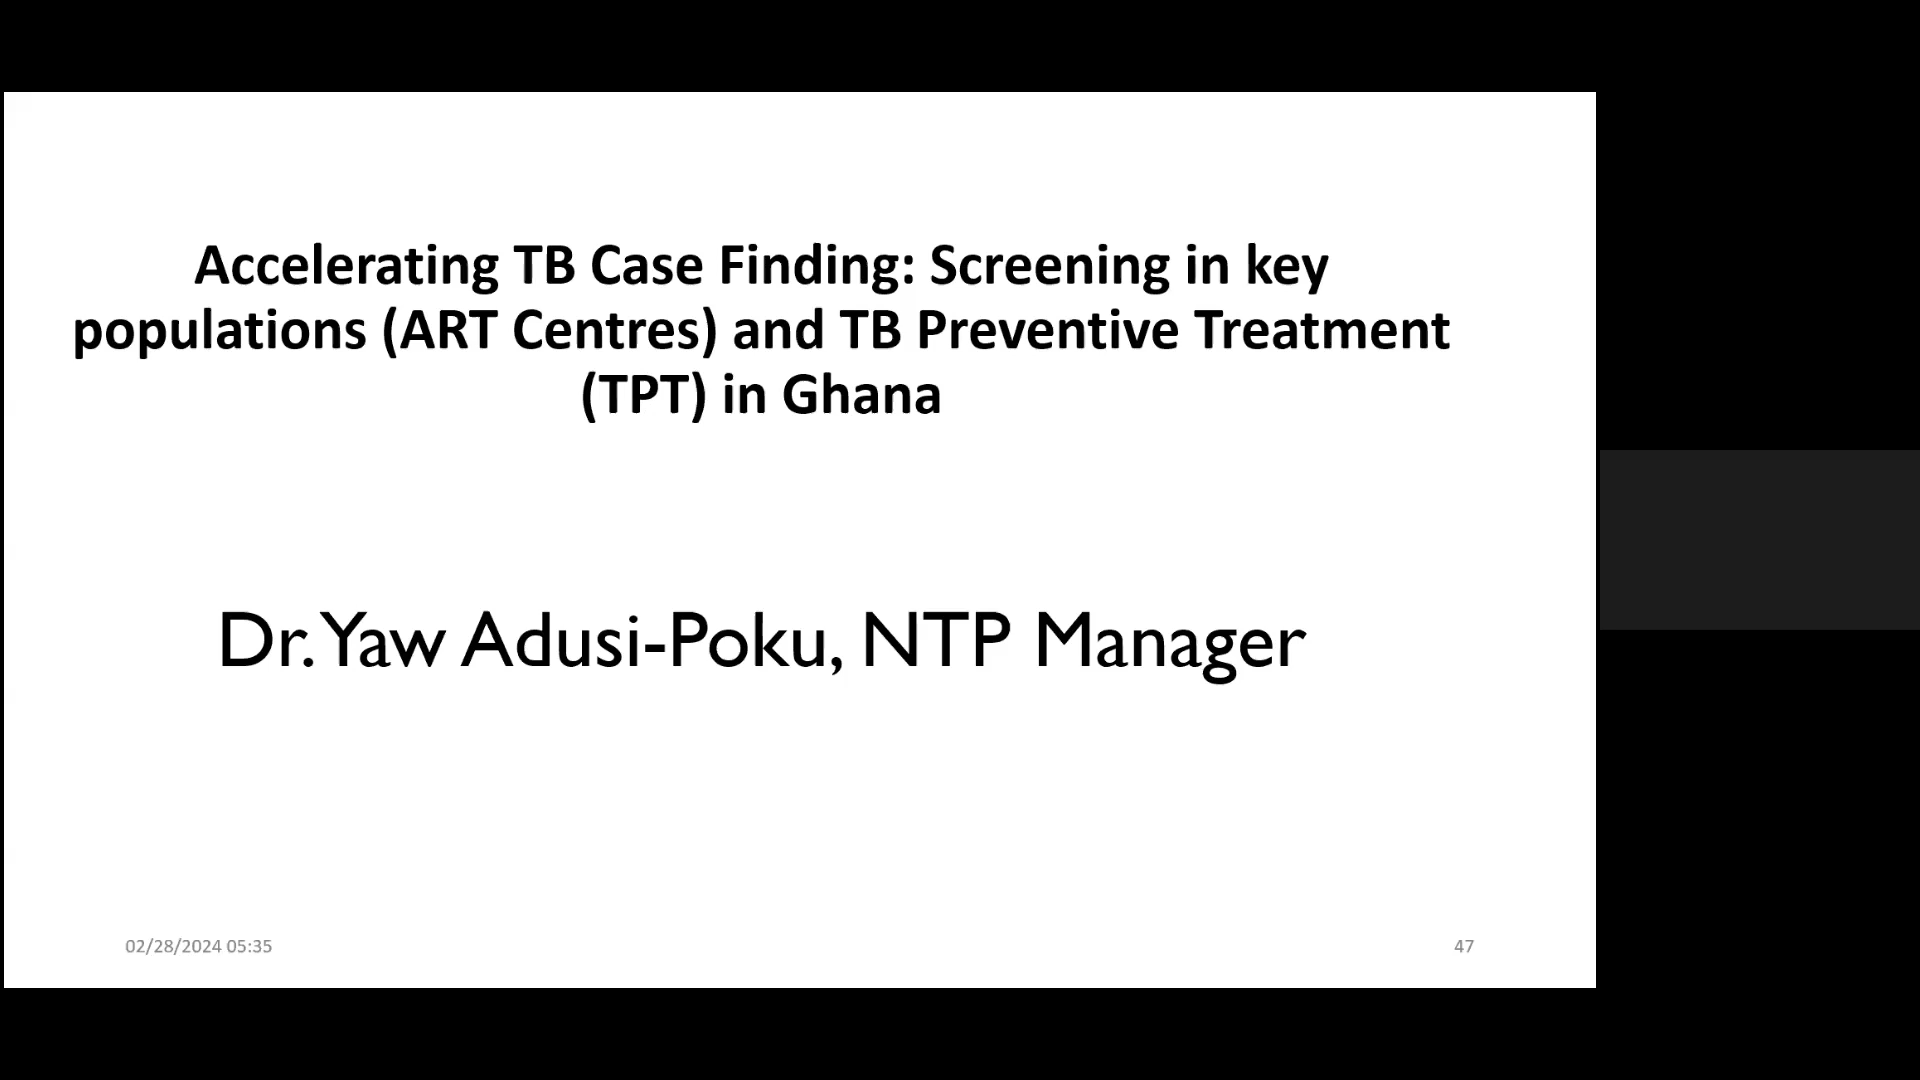 Accelerating TB Case Finding: Screening in key
populations (ART Centres) and TB Preventive Treatment
(TPT) in Ghana
Dr. Yaw Adusi-Poku, NTP Manager
02/28/2024 05:35
47